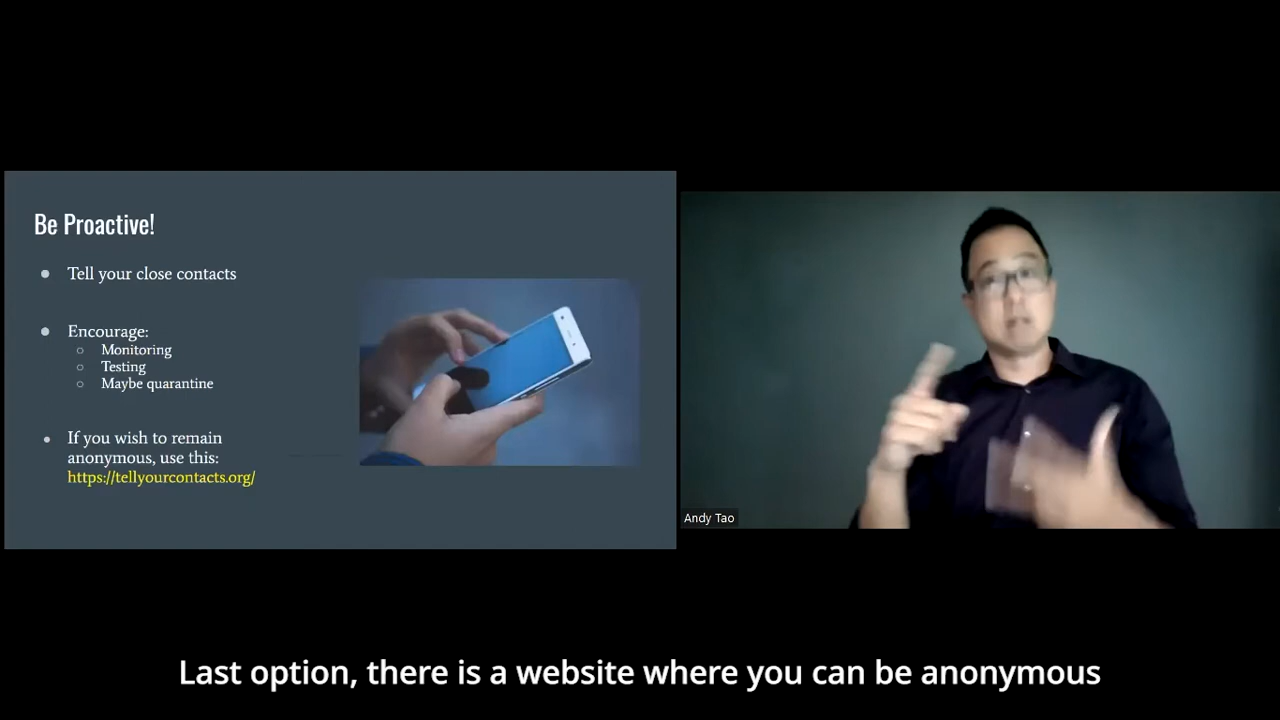 Be Proactive!
● Tell your close contacts
● Encourage:
○ Monitoring
○ Testing
○ Maybe quarantine
● If you wish to remain
anonymous, use this:
https://tellyourcontacts.org/
Andy Tao
Last option, there is a website where you can be anonymous